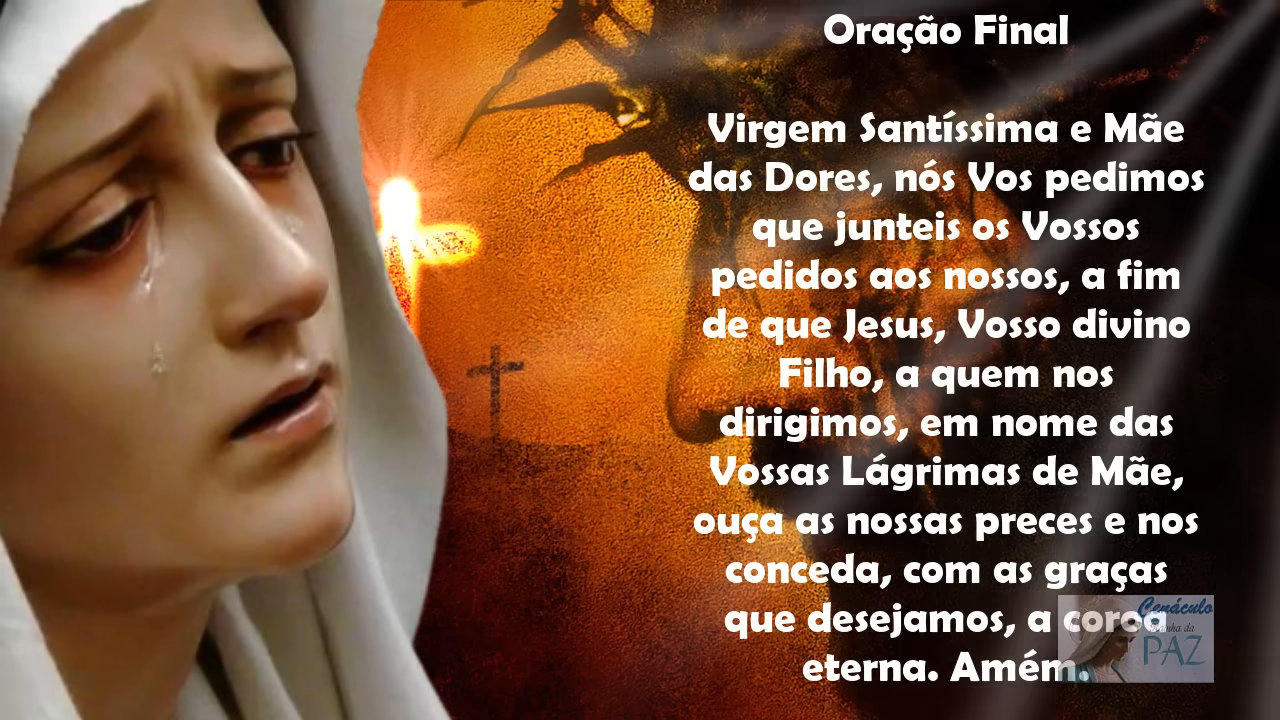 Oração Final
Virgem Santíssima e Mãe
das Dores, nós Vos pedimos
que junteis os Vossos
pedidos aos nossos, a fim
de que Jesus, Vosso divino
Filho, a quem nos
dirigimos, em nome das
Vossas Lágrimas de Mãe,
ouça as nossas preces e nos
conceda, com as graças
que desejamos, a coroa
eterna. Amém.
Cenáculo
Rainha da
PAZ